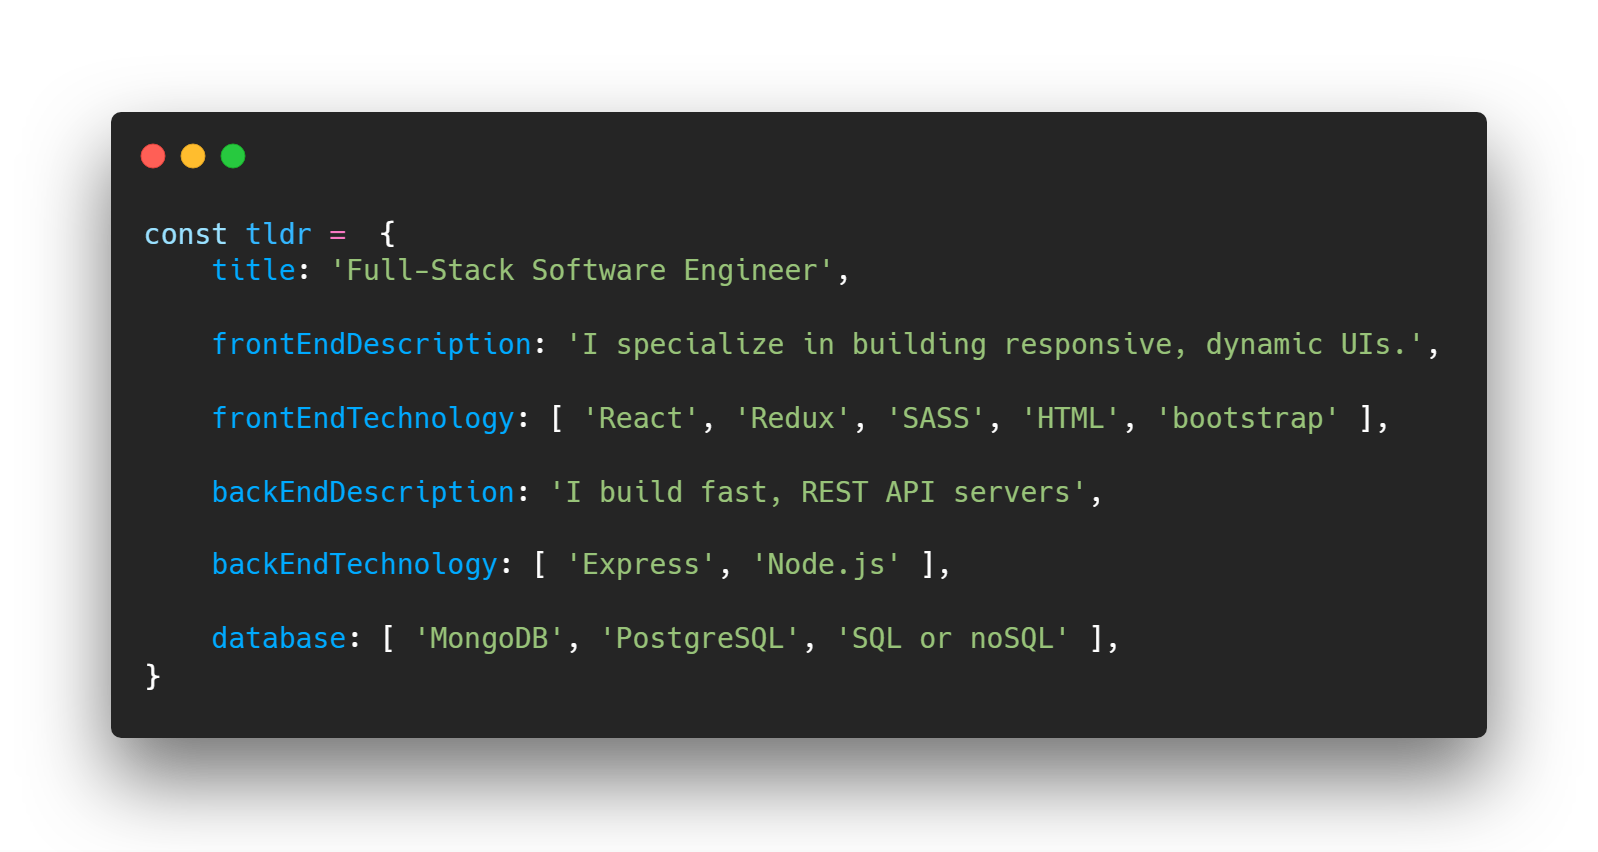 const tldr =  {
    title: 'Full-Stack Software Engineer',
    frontEndDescription: 'I specialize in building responsive, dynamic UIs.',
    frontEndTechnology: [ 'React', 'Redux', 'SASS', 'HTML', 'bootstrap' ],
    backEndDescription: 'I build fast, REST API servers',
    backEndTechnology: [ 'Express', 'Node.js' ],
    database: [ 'MongoDB', 'PostgreSQL', 'SQL or noSQL' ],
}